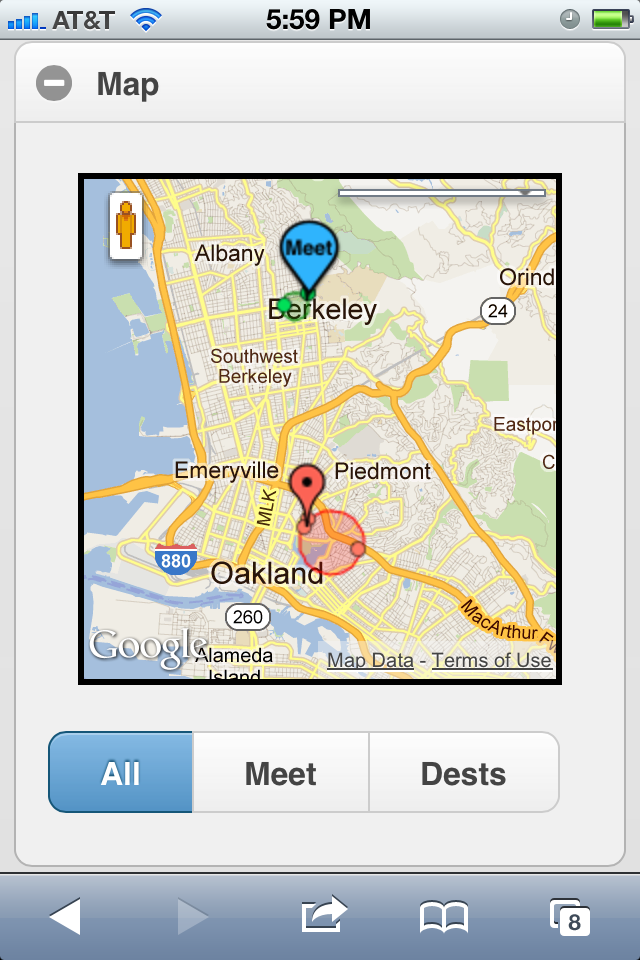 AT&T 5:59 PM
Map
Albany
Meet
Orind
Berkeley
24
Southwest
Berkeley
Eastpor
C
Emeryville
Piedmont
MLK
880
Oakland
260
MacArthur Fw
Google
Alameda
Island
Map Data - Terms of Use
All Meet Dests
8